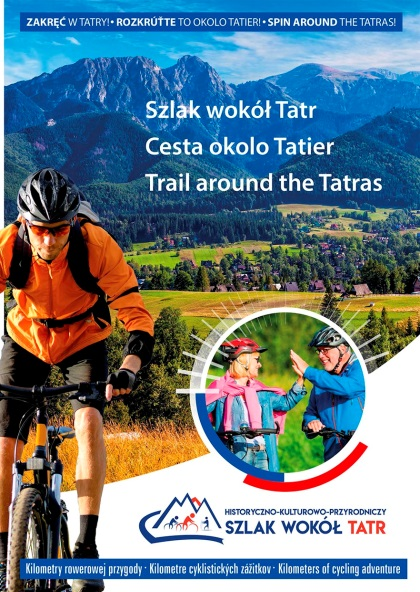 ZAKRĘĆ W TATRY! • ROZKRÚŤTE TO OKOLO TATIER! • SPIN AROUND THE TATRAS!
Szlak wokół Tatr
Cesta okolo Tatier
Trail around the Tatras
HISTORYCZNO-KULTUROWO-PRZYRODNICZY
SZLAK WOKÓŁ TATR
Kilometry rowerowej przygody · Kilometre cyklistických zážitkov · Kilometers of cycling adventure